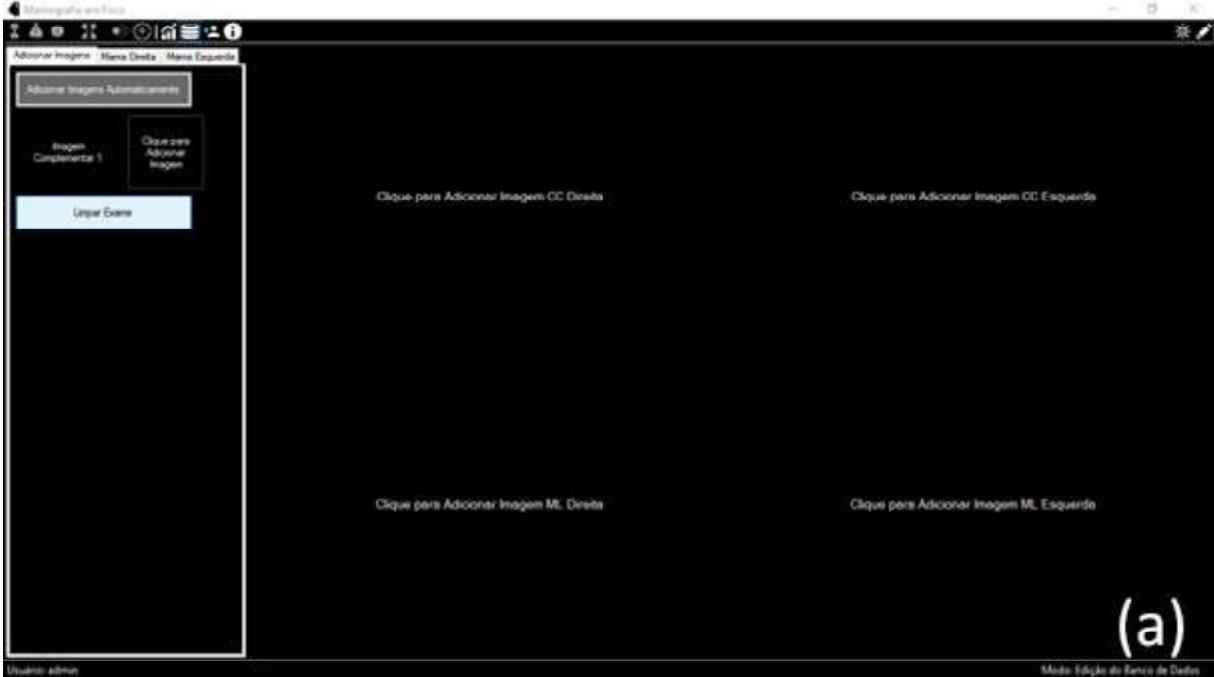 Mamografia em Foco
Adicionar Imagens Mama Direita Mama Esquerda
Adicionar Imagens Automaticamente
Imagem
Complementar 1
Clique para
Adicionar
Imagem
Limpar Exame
Clique para Adicionar Imagem CC Direita
Clique para Adicionar Imagem CC Esquerda
Clique para Adicionar Imagem ML Direita
Clique para Adicionar Imagem ML Esquerda
(a)
Usuário: admin
Modo: Edição do Banco de Dados